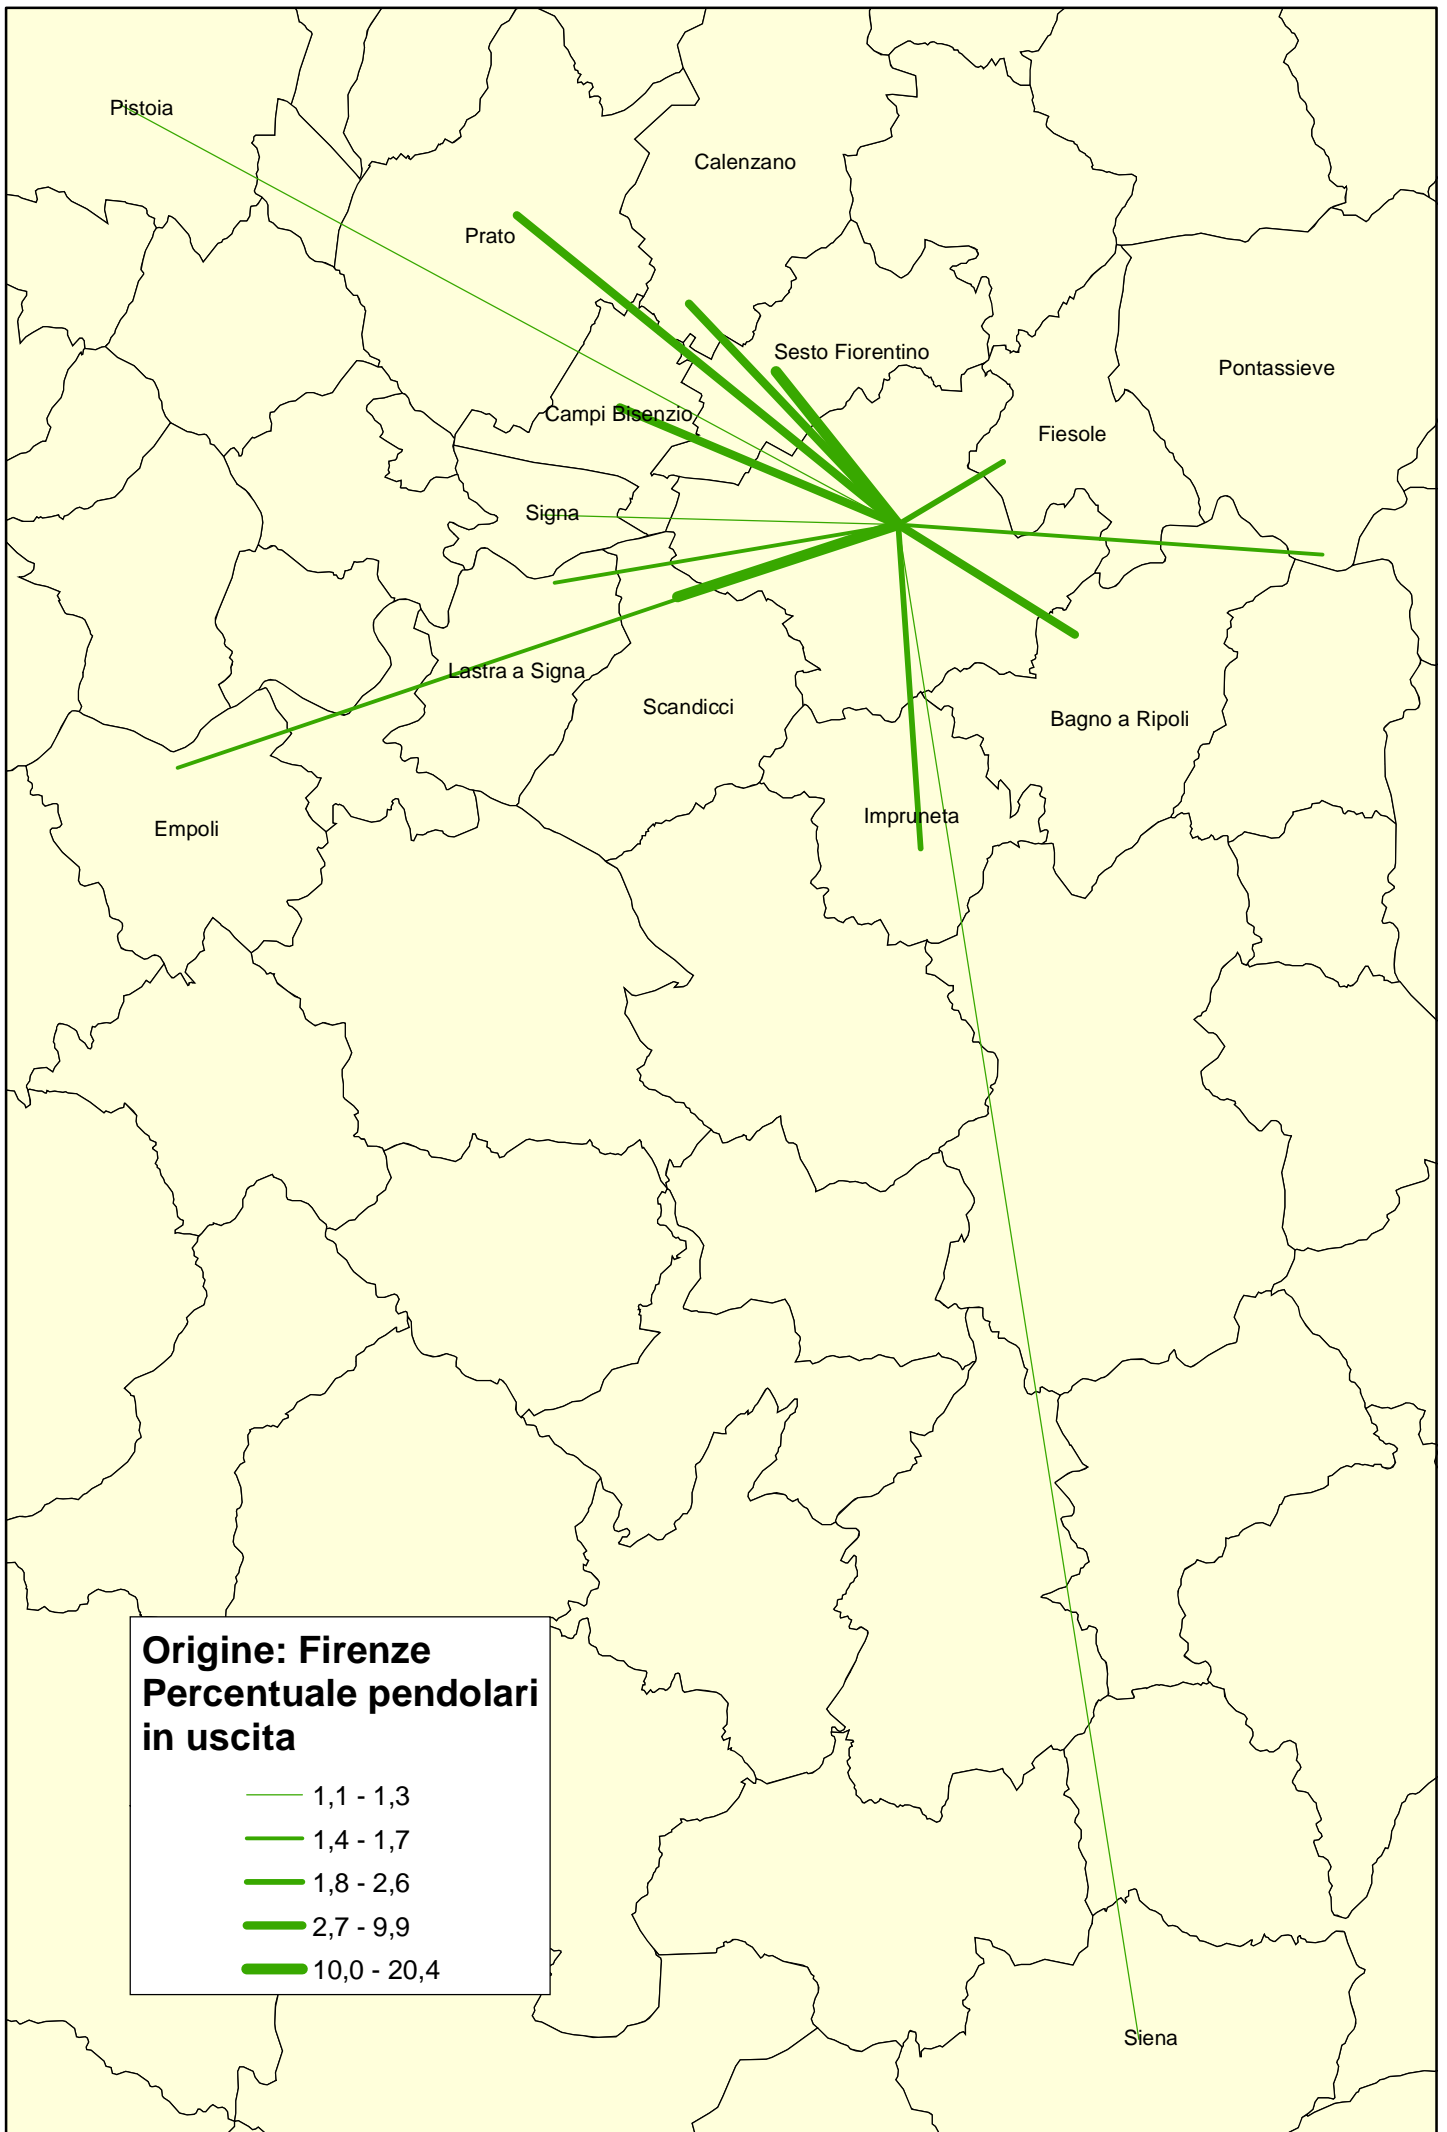 Pistoia
Calenzano
Prato
Sesto Fiorentino
Pontassieve
Campi Bisenzio
Fiesole
Signa
Lastra a Signa
Scandicci
Bagno a Ripoli
Impruneta
Empoli
Origine: Firenze
Percentuale pendolari
in uscita
1,1 - 1,3
1,4 - 1,7
1,8 - 2,6
2,7 - 9,9
10,0 - 20,4
Siena